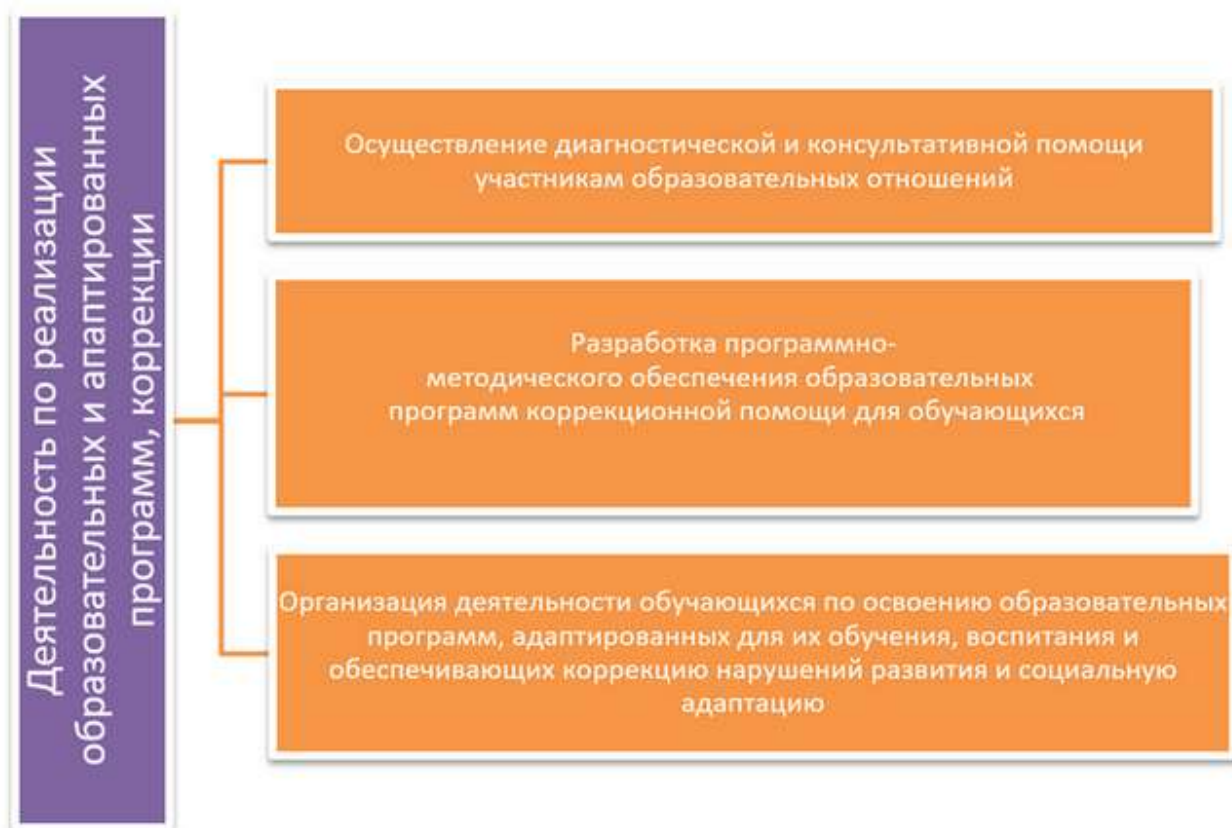 Деятельность по реализации
образовательных и апаптированных
программ, коррекции
Осуществление диагностической и консультативной помощи
участникам образовательных отношений
Разработка программно-
методического обеспечения образовательных
программ коррекционной помощи для обучающихся
Организация деятельности обучающихся по освоению образовательных
программ, адаптированных для их обучения, воспитания и
обеспечивающих коррекцию нарушений развития и социальную
адаптацию